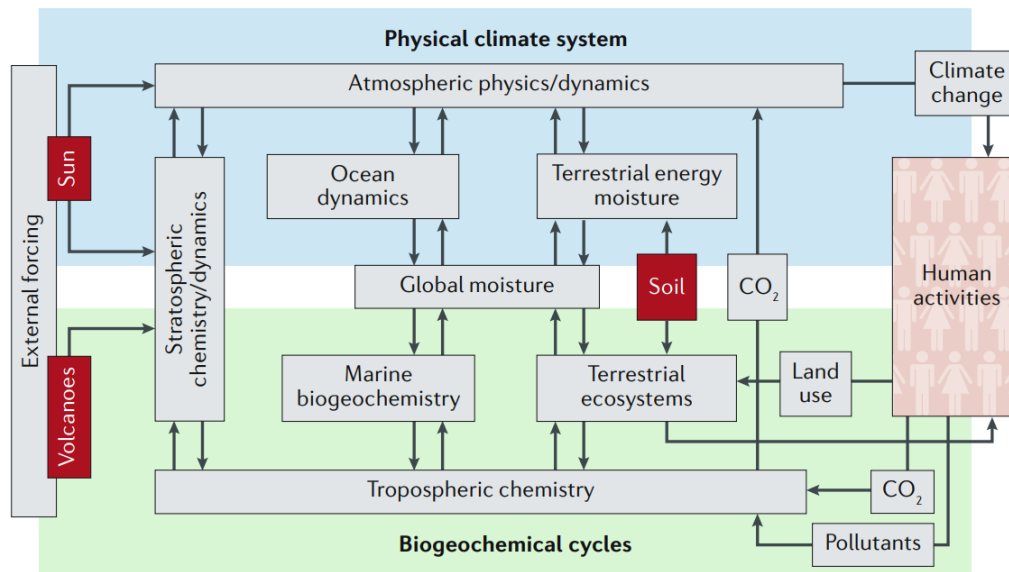 Physical climate system
Atmospheric physics/dynamics
Climate
change
External forcing
Sun
Stratospheric
chemistry/dynamics
Ocean
dynamics
Terrestrial energy
moisture
Human
activities
Global moisture
Soil
CO₂
Volcanoes
Marine
biogeochemistry
Terrestrial
ecosystems
Land
use
Tropospheric chemistry
CO₂
Pollutants
Biogeochemical cycles